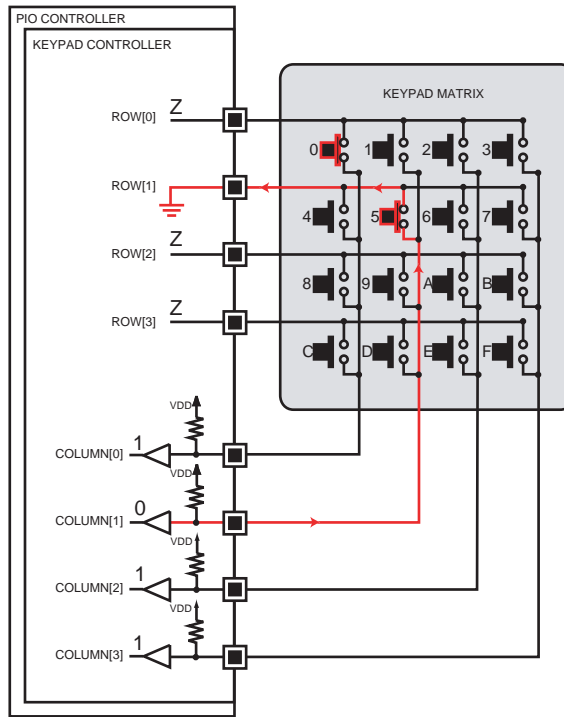 PIO CONTROLLER
KEYPAD CONTROLLER
KEYPAD MATRIX
ROW[0] Z
0 1 2 3
ROW[1]
4 5 6 7
ROW[2] Z
8 9 A B
ROW[3] Z
C D E F
VDD
COLUMN[0] 1
VDD
COLUMN[1] 0
VDD
COLUMN[2] 1
VDD
COLUMN[3] 1